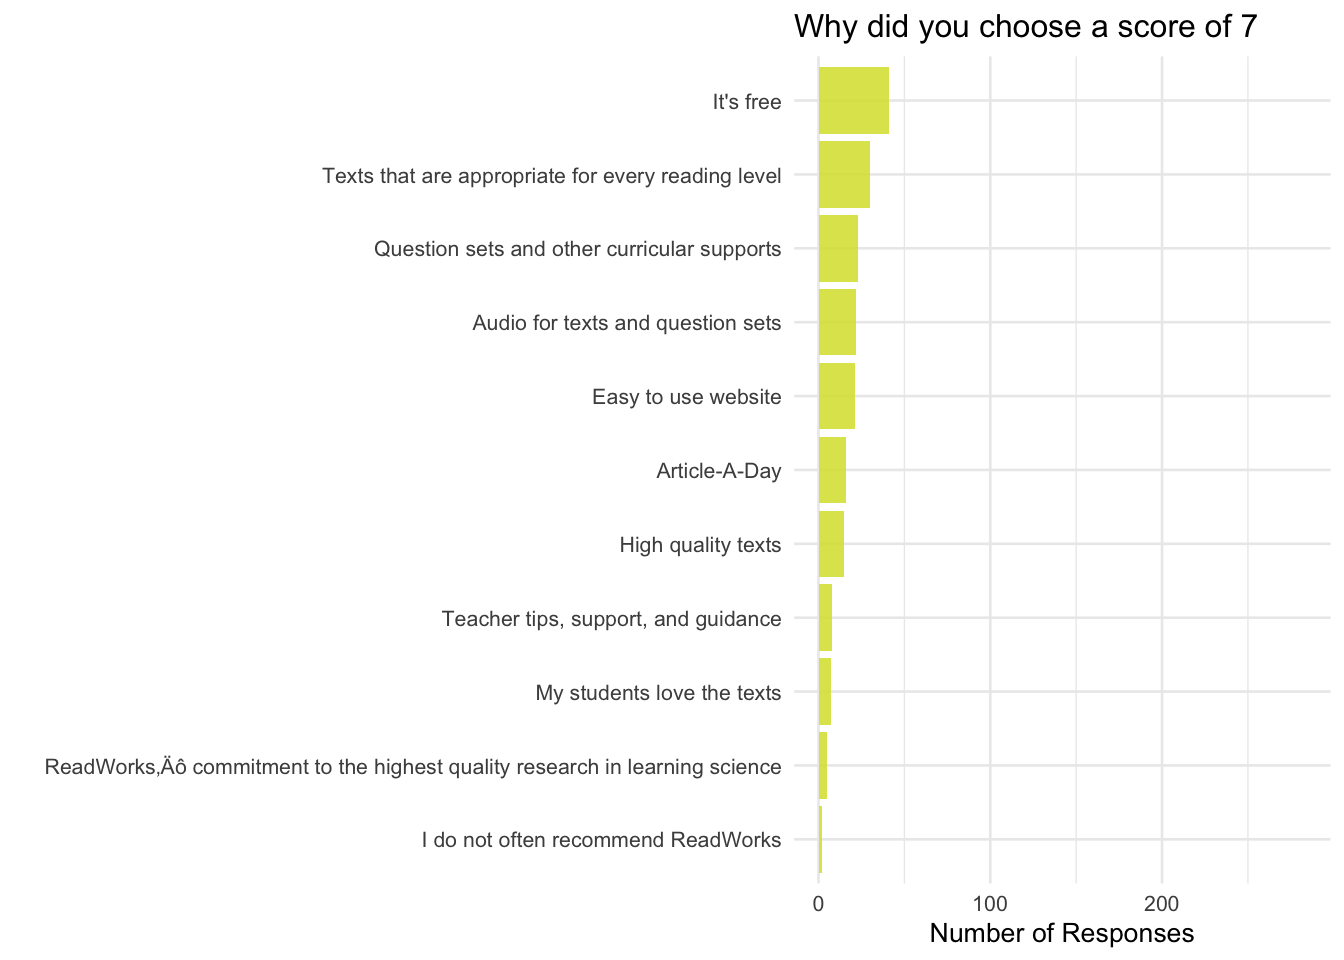 Why did you choose a score of 7
It's free
Texts that are appropriate for every reading level
Question sets and other curricular supports
Audio for texts and question sets
Easy to use website
Article-A-Day
High quality texts
Teacher tips, support, and guidance
My students love the texts
ReadWorks‚Äô commitment to the highest quality research in learning science
I do not often recommend ReadWorks
0 100 200
Number of Responses